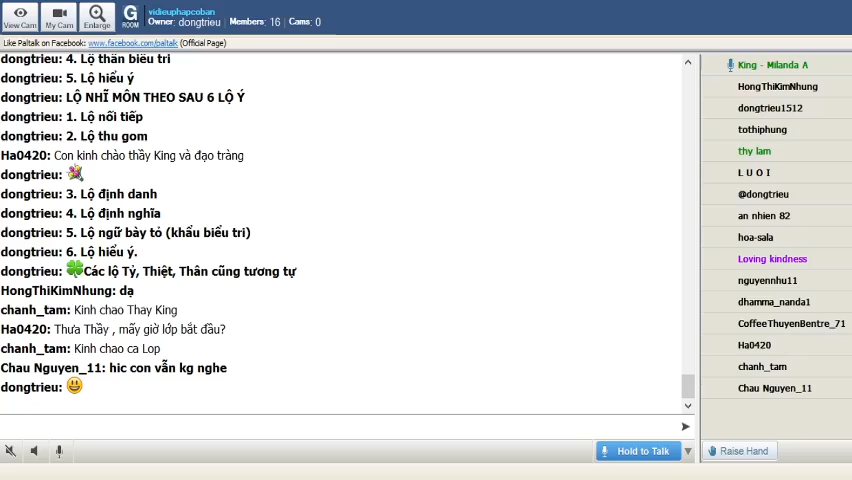 View Cam
My Cam
Enlarge
G
ROOM
vidieuphapcoban
Owner: dongtrieu Members: 16 Cams: 0
Like Paltalk on Facebook: www.facebook.com/paltalk (Official Page)
dongtrieu: 4. Lộ thân biểu tri
dongtrieu: 5. Lộ hiểu ý
dongtrieu: LỘ NHĨ MÔN THEO SAU 6 LỘ Ý
dongtrieu: 1. Lộ nối tiếp
dongtrieu: 2. Lộ thu gom
Ha0420: Con kinh chào thầy King và đạo tràng
dongtrieu:
dongtrieu: 3. Lộ định danh
dongtrieu: 4. Lộ định nghĩa
dongtrieu: 5. Lộ ngữ bày tỏ (khẩu biểu tri)
dongtrieu: 6. Lộ hiểu ý.
dongtrieu: Các lộ Tỷ, Thiệt, Thân cũng tương tự
HongThiKimNhung: dạ
chanh_tam: Kinh chao Thay King
Ha0420: Thưa Thầy , mấy giờ lớp bắt đầu?
chanh_tam: Kinh chao ca Lop
Chau Nguyen_11: hic con vẫn kg nghe
dongtrieu:
King - Milanda A
HongThiKimNhung
dongtrieu1512
tothiphung
thy lam
L U O I
@dongtrieu
an nhien 82
hoa-sala
Loving kindness
nguyennhu11
dhamma_nanda1
CoffeeThuyenBentre_71
Ha0420
chanh_tam
Chau Nguyen_11
Hold to Talk
Raise Hand